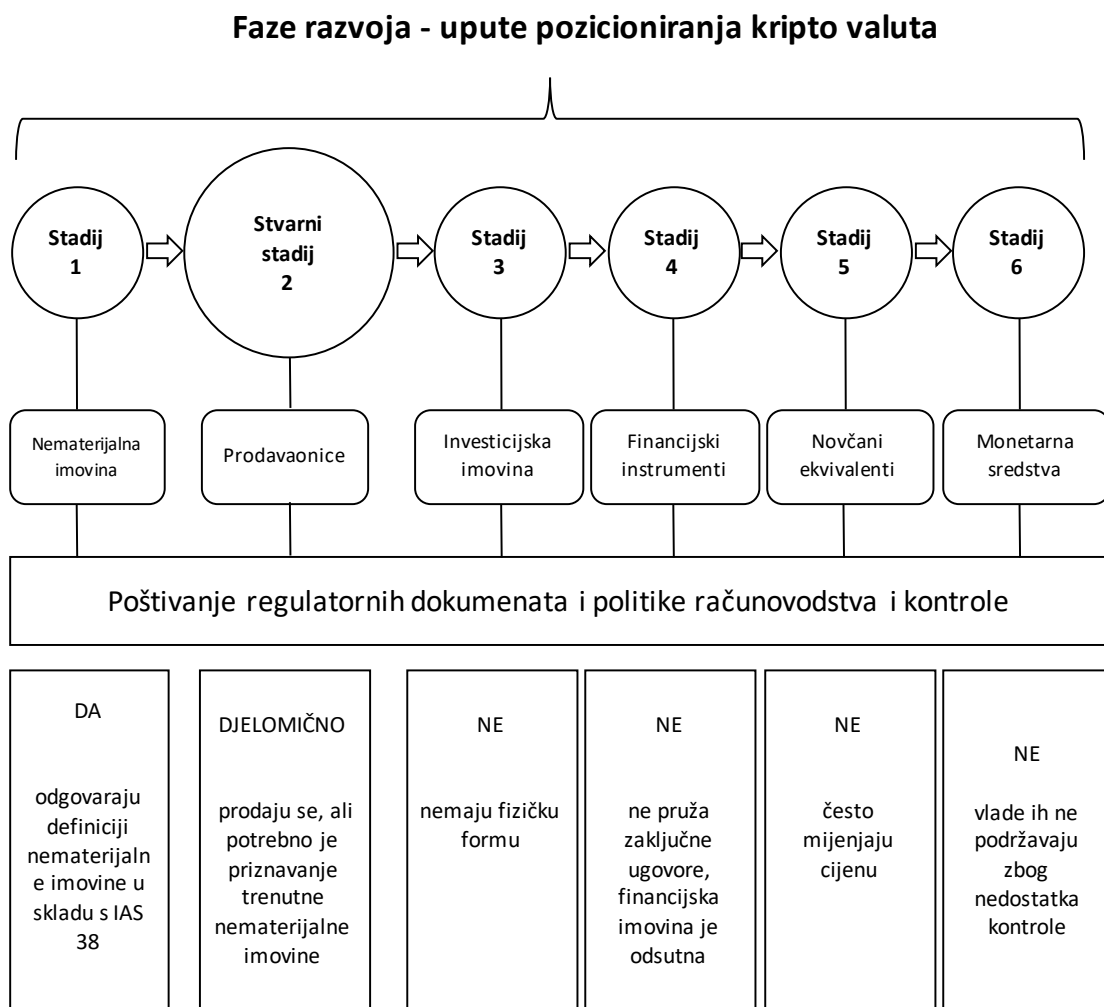 Faze razvoja - upute pozicioniranja kripto valuta
Stadij
1
Stvarni
stadij
2
Stadij
3
Stadij
4
Stadij
5
Stadij
6
Nematerijalna
imovina
Prodavaonice
Investicijska
imovina
Financijski
instrumenti
Novčani
ekvivalenti
Monetarna
sredstva
Poštivanje regulatornih dokumenata i politike računovodstva i kontrole
DA
odgovaraju
definiciji
nematerijaln
e imovine u
skladu s IAS
38
DJELOMIČNO
prodaju se, ali
potrebno je
priznavanje
trenutne
nematerijalne
imovine
NE
nemaju fizičku
formu
NE
ne pruža
zaključne
ugovore,
financijska
imovina je
odsutna
NE
često
mijenjaju
cijenu
NE
vlade ih ne
podržavaju
zbog
nedostatka
kontrole